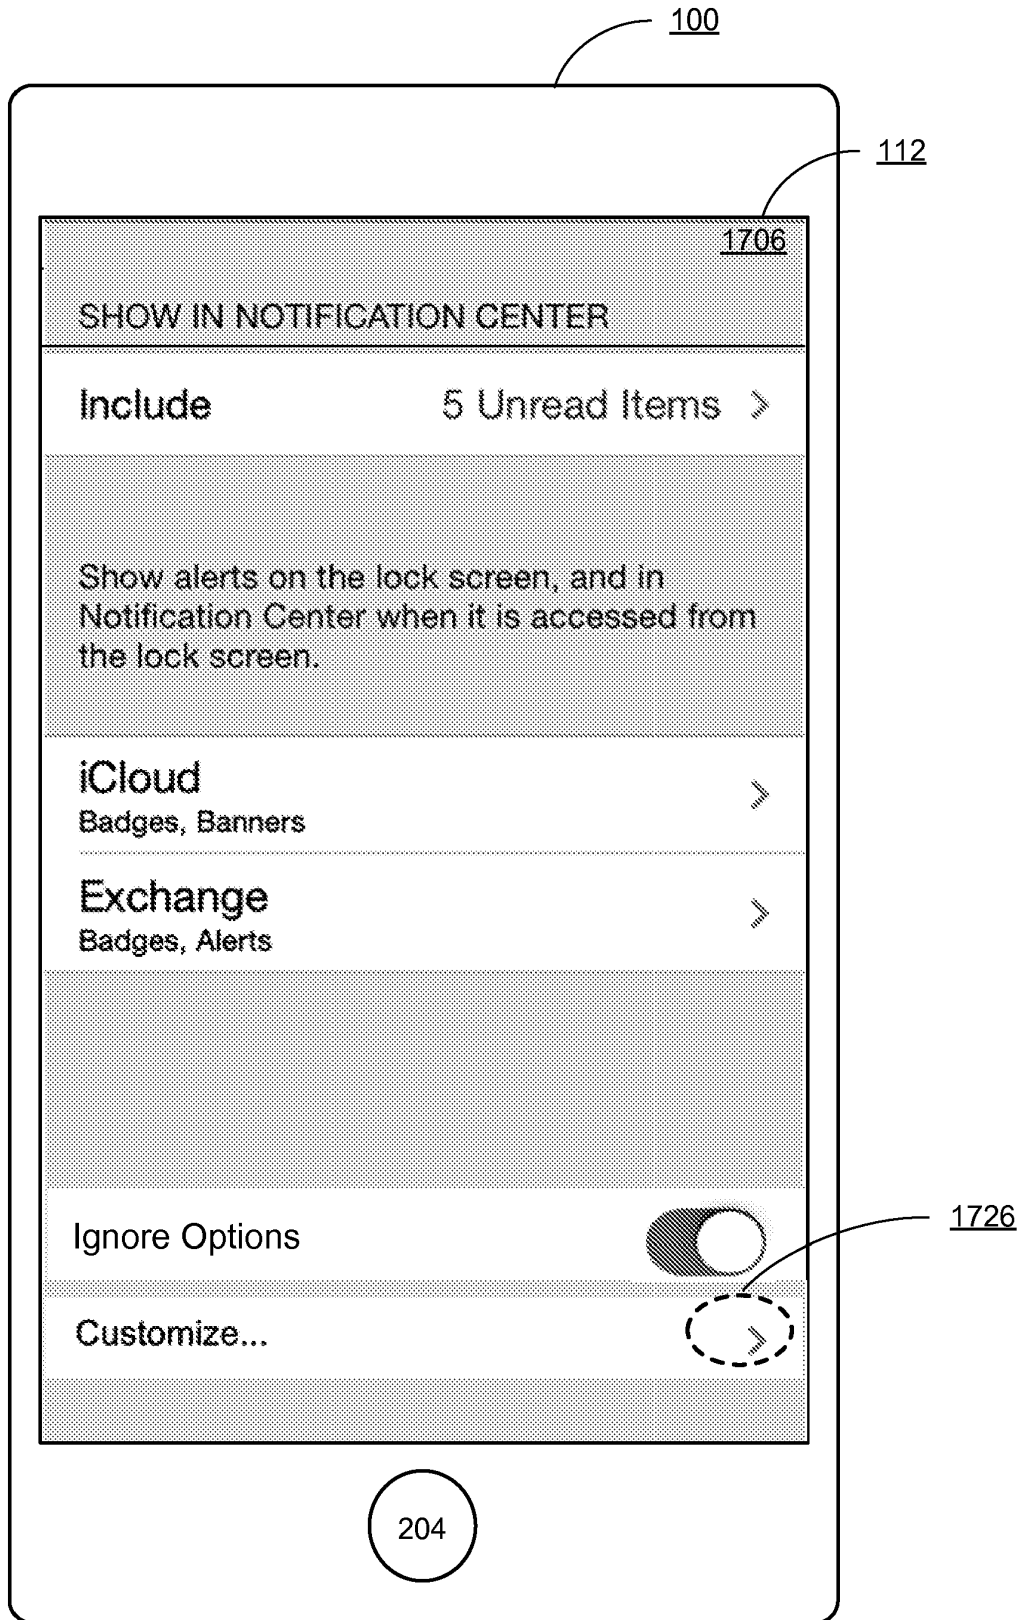 100
112
1706
SHOW IN NOTIFICATION CENTER
Include 5 Unread Items
Show alerts on the lock screen, and in
Notification Center when it is accessed from
the lock screen.
iCloud
Badges, Banners
Exchange
Badges, Alerts
Ignore Options
1726
Customize...
204